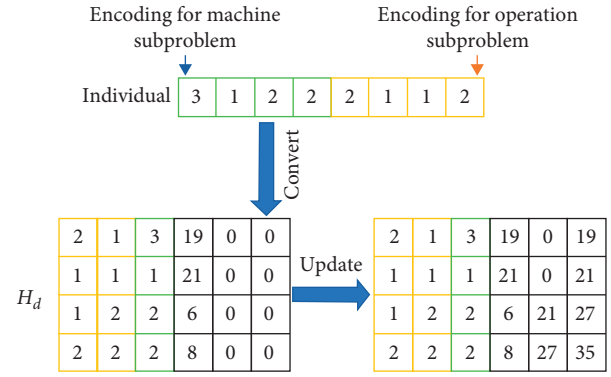 Encoding for machine
subproblem
Encoding for operation
subproblem
Individual 3 1 2 2 2 1 1 2
Convert
2 1 3 19 0 0
1 1 1 21 0 0
1 2 2 6 0 0
2 2 2 8 0 0
H_d
Update
2 1 3 19 0 19
1 1 1 21 0 21
1 2 2 6 21 27
2 2 2 8 27 35